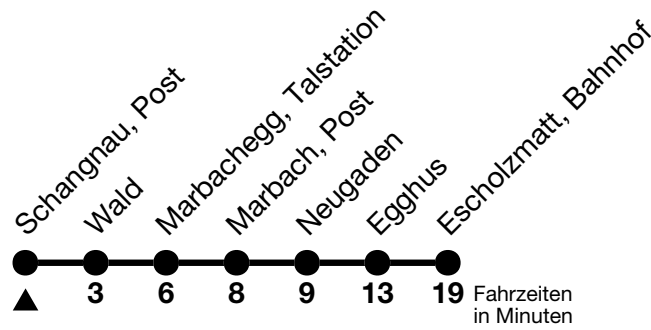 Schangnau, Post
Wald
Marbachegg, Talstation
Marbach, Post
Neugaden
Egghus
Escholzmatt, Bahnhof
3 6 8 9 13 19 Fahrzeiten
in Minuten